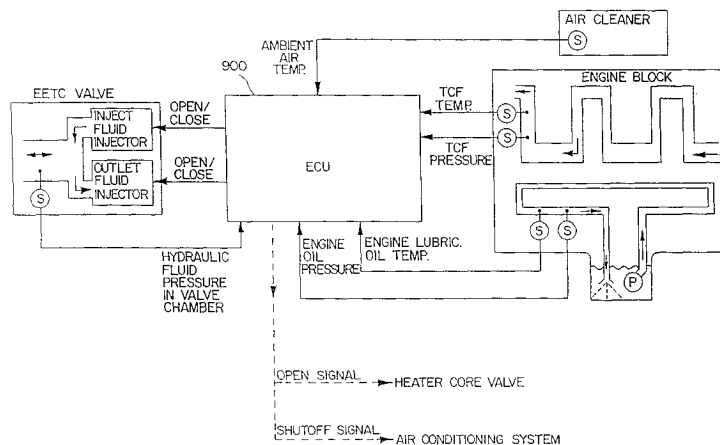 AIR CLEANER
S
AMBIENT
AIR
TEMP.
900
ENGINE BLOCK
EETC VALVE
INJECT
FLUID
INJECTOR
OPEN/
CLOSE
TCF
TEMP.
S
S
TCF
PRESSURE
ECU
OUTLET
FLUID
INJECTOR
OPEN/
CLOSE
S
HYDRAULIC
FLUID
PRESSURE
IN VALVE
CHAMBER
ENGINE
OIL
PRESSURE
ENGINE LUBRIC.
OIL TEMP.
S
S
P
OPEN SIGNAL
HEATER CORE VALVE
SHUTOFF SIGNAL
AIR CONDITIONING SYSTEM